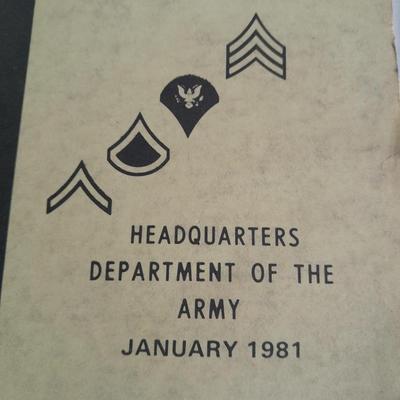 HEADQUARTERS
DEPARTMENT OF THE
ARMY
JANUARY 1981